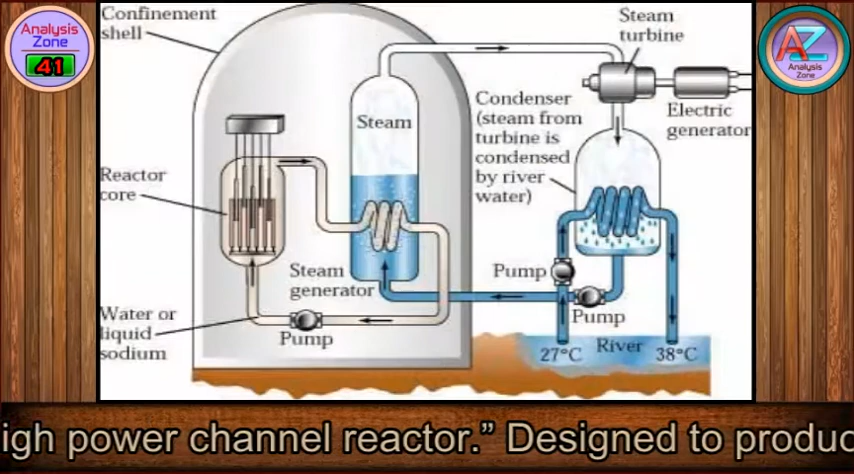 Analysis
Zone
41
Confinement
shell
Steam
turbine
AZ
Analysis
Zone
Steam
Condenser
(steam from
turbine is
condensed
by river
water)
Electric
generator
Reactor
core
Steam
generator
Pump
Water or
liquid
sodium
Pump
Pump
27°C
River
38°C
igh power channel reactor.” Designed to produc